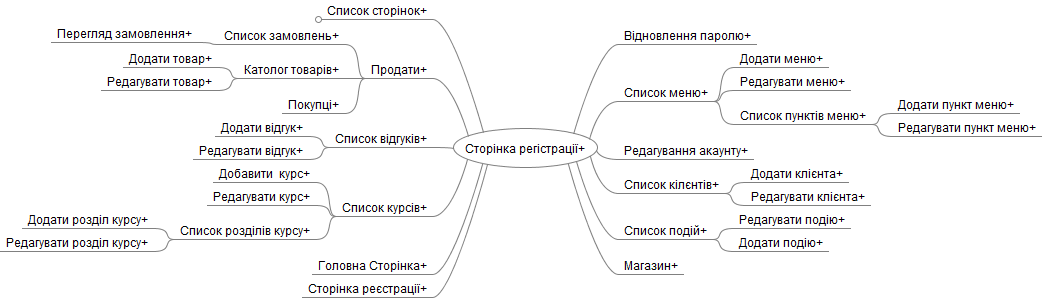 Список сторінок+
Перегляд замовлення+
Список замовлень+
Додати товар+
Католог товарів+
Продати+
Редагувати товар+
Покупці+
Додати відгук+
Список відгуків+
Редагувати відгук+
Добавити  курс+
Редагувати курс+
Список курсів+
Додати розділ курсу+
Список розділів курсу+
Редагувати розділ курсу+
Головна Сторінка+
Сторінка реєстрації+
Сторінка регістрації+
Відновлення паролю+
Додати меню+
Список меню+
Редагувати меню+
Список пунктів меню+
Додати пункт меню+
Редагувати пункт меню+
Редагування акаунту+
Список кілєнтів+
Додати клієнта+
Редагувати клієнта+
Список подій+
Редагувати подію+
Додати подію+
Магазин+